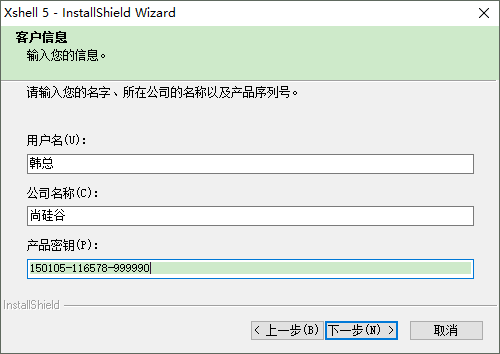 Xshell 5 - InstallShield Wizard
客户信息
输入您的信息。
请输入您的名字、所在公司的名称以及产品序列号。
用户名(U):
韩总
公司名称(C):
尚硅谷
产品密钥(P):
150105-116578-999990
InstallShield
< 上一步(B) 下一步(N) > 取消